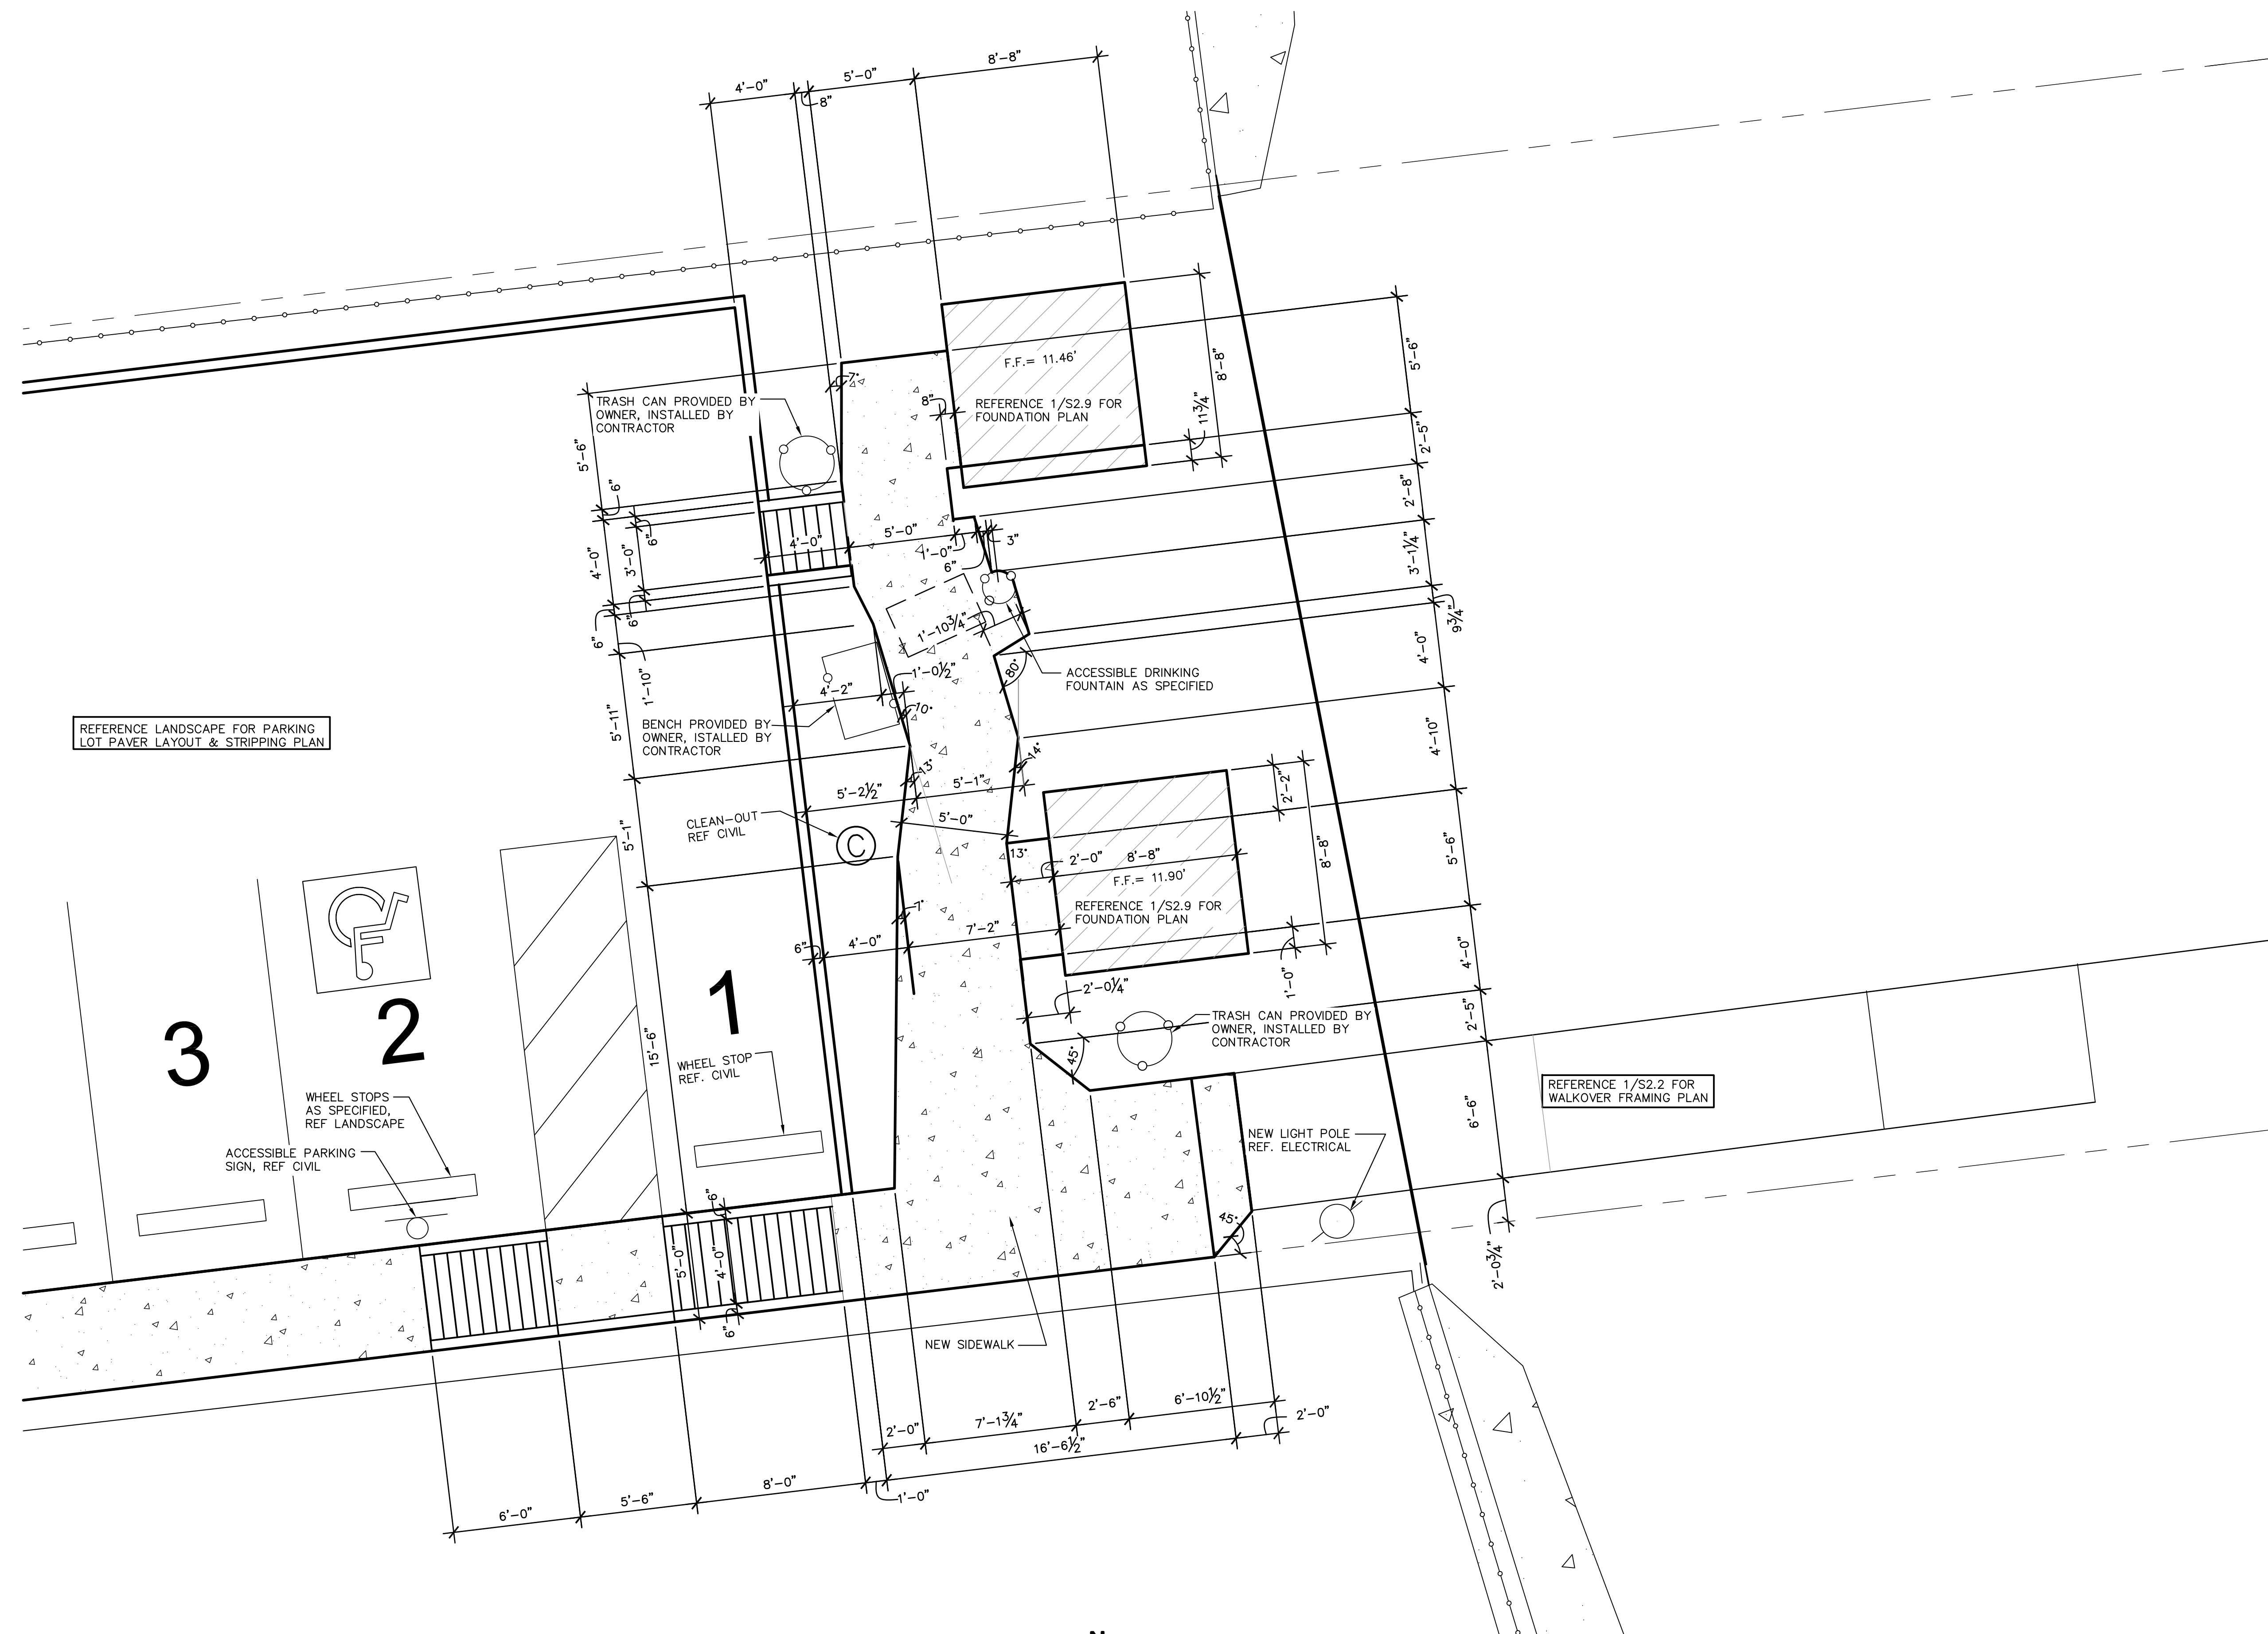 8'-8"
5'-0"
4'-0"
8"
5'-6"
F.F.= 11.46'
8'-8"
7°
TRASH CAN PROVIDED BY
OWNER, INSTALLED BY
CONTRACTOR
8"
REFERENCE 1/S2.9 FOR
FOUNDATION PLAN
11¾"
2'-5"
5'-6"
6"
2'-8"
5'-0"
6"
4'-0"
1'-0"
3"
6"
3'-1¼"
4'-0"
3'-0"
9¾"
6"
6"
1'-10¾"
4'-0"
80°
ACCESSIBLE DRINKING
FOUNTAIN AS SPECIFIED
1'-10"
1'-0½"
4'-2"
10°
REFERENCE LANDSCAPE FOR PARKING
LOT PAVER LAYOUT & STRIPPING PLAN
BENCH PROVIDED BY
OWNER, ISTALLED BY
CONTRACTOR
5'-11"
4'-10"
14°
13°
5'-1"
5'-2½"
2'-2"
CLEAN-OUT
REF CIVIL
C
5'-0"
5'-1"
13°
2'-0"
8'-8"
8'-8"
5'-6"
F.F.= 11.90'
REFERENCE 1/S2.9 FOR
FOUNDATION PLAN
7°
7'-2"
6"
4'-0"
4'-0"
1'-0"
2'-0¼"
1
2
3
TRASH CAN PROVIDED BY
OWNER, INSTALLED BY
CONTRACTOR
2'-5"
15'-6"
45°
WHEEL STOP
REF. CIVIL
REFERENCE 1/S2.2 FOR
WALKOVER FRAMING PLAN
WHEEL STOPS
AS SPECIFIED,
REF LANDSCAPE
6'-6"
NEW LIGHT POLE
REF. ELECTRICAL
ACCESSIBLE PARKING
SIGN, REF CIVIL
6"
45°
5'-0"
4'-0"
2'-0¾"
6"
NEW SIDEWALK
6'-10½"
2'-6"
7'-1¾"
2'-0"
2'-0"
16'-6½"
8'-0"
1'-0"
5'-6"
6'-0"
N